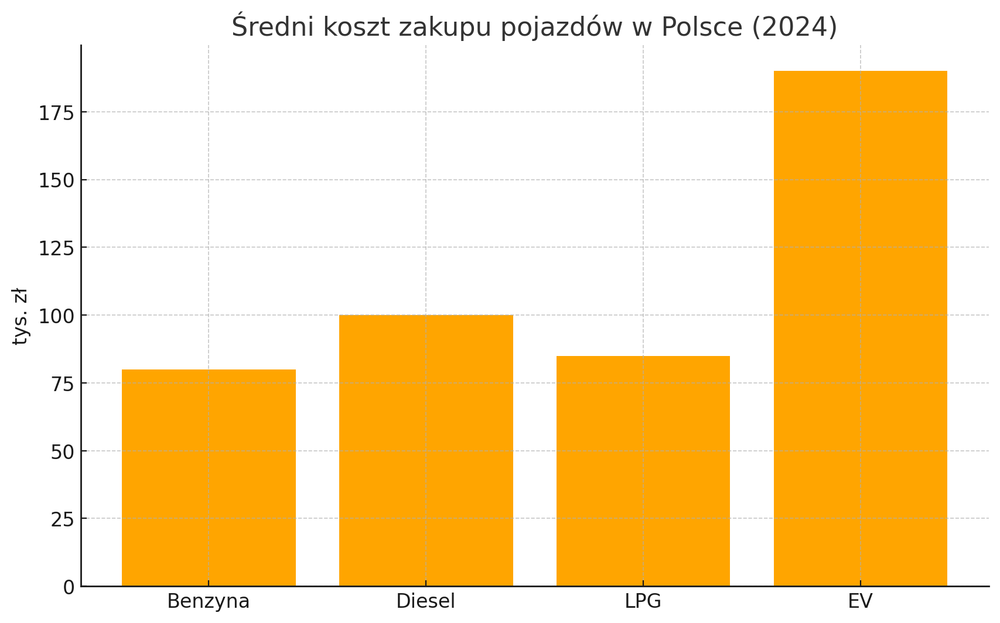 Średni koszt zakupu pojazdów w Polsce (2024)
tys. zł
175
150
125
100
75
50
25
0
Benzyna Diesel LPG EV